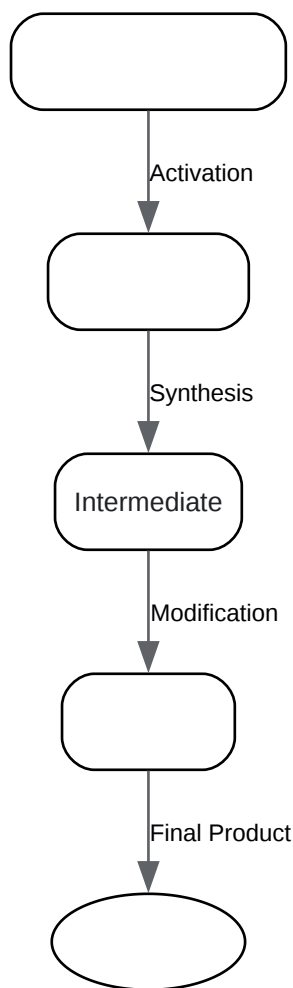 Activation
Synthesis
Intermediate
Modification
Final Product